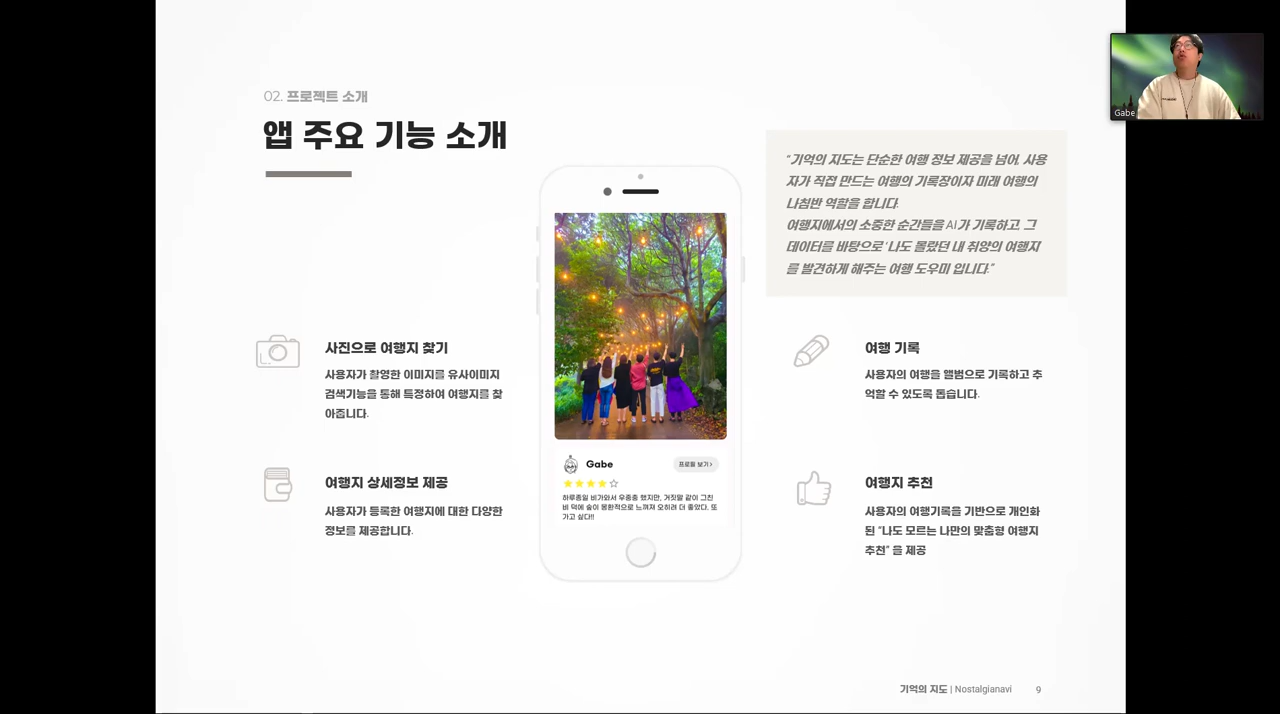 02. 프로젝트 소개
앱 주요 기능 소개
Gabe
“기억의 지도는 단순한 여행 정보 제공을 넘어, 사용
자가 직접 만드는 여행의 기록장이자 미래 여행의
나침반 역할을 합니다.
여행지에서의 소중한 순간들을 AI가 기록하고, 그
데이터를 바탕으로 '나도 몰랐던 내 취양의 여행지
를 발견하게 해주는 여행 도우미 입니다.”
사진으로 여행지 찾기
사용자가 촬영한 이미지를 유사이미지
검색기능을 통해 특정하여 여행지를 찾
아줍니다.
여행지 상세정보 제공
사용자가 등록한 여행지에 대한 다양한
정보를 제공합니다.
Gabe
프로필 보기 >
하루종일 비가와서 우중충 했지만, 거짓말 같이 그친
비 덕에 숲이 몽환적으로 느껴져 오히려 더 좋았다. 또
가고 싶다!!
여행 기록
사용자의 여행을 앨범으로 기록하고 추
억할 수 있도록 돕습니다.
여행지 추천
사용자의 여행기록을 기반으로 개인화
된 “나도 모르는 나만의 맞춤형 여행지
추천” 을 제공
기억의 지도 | Nostalgianavi 9